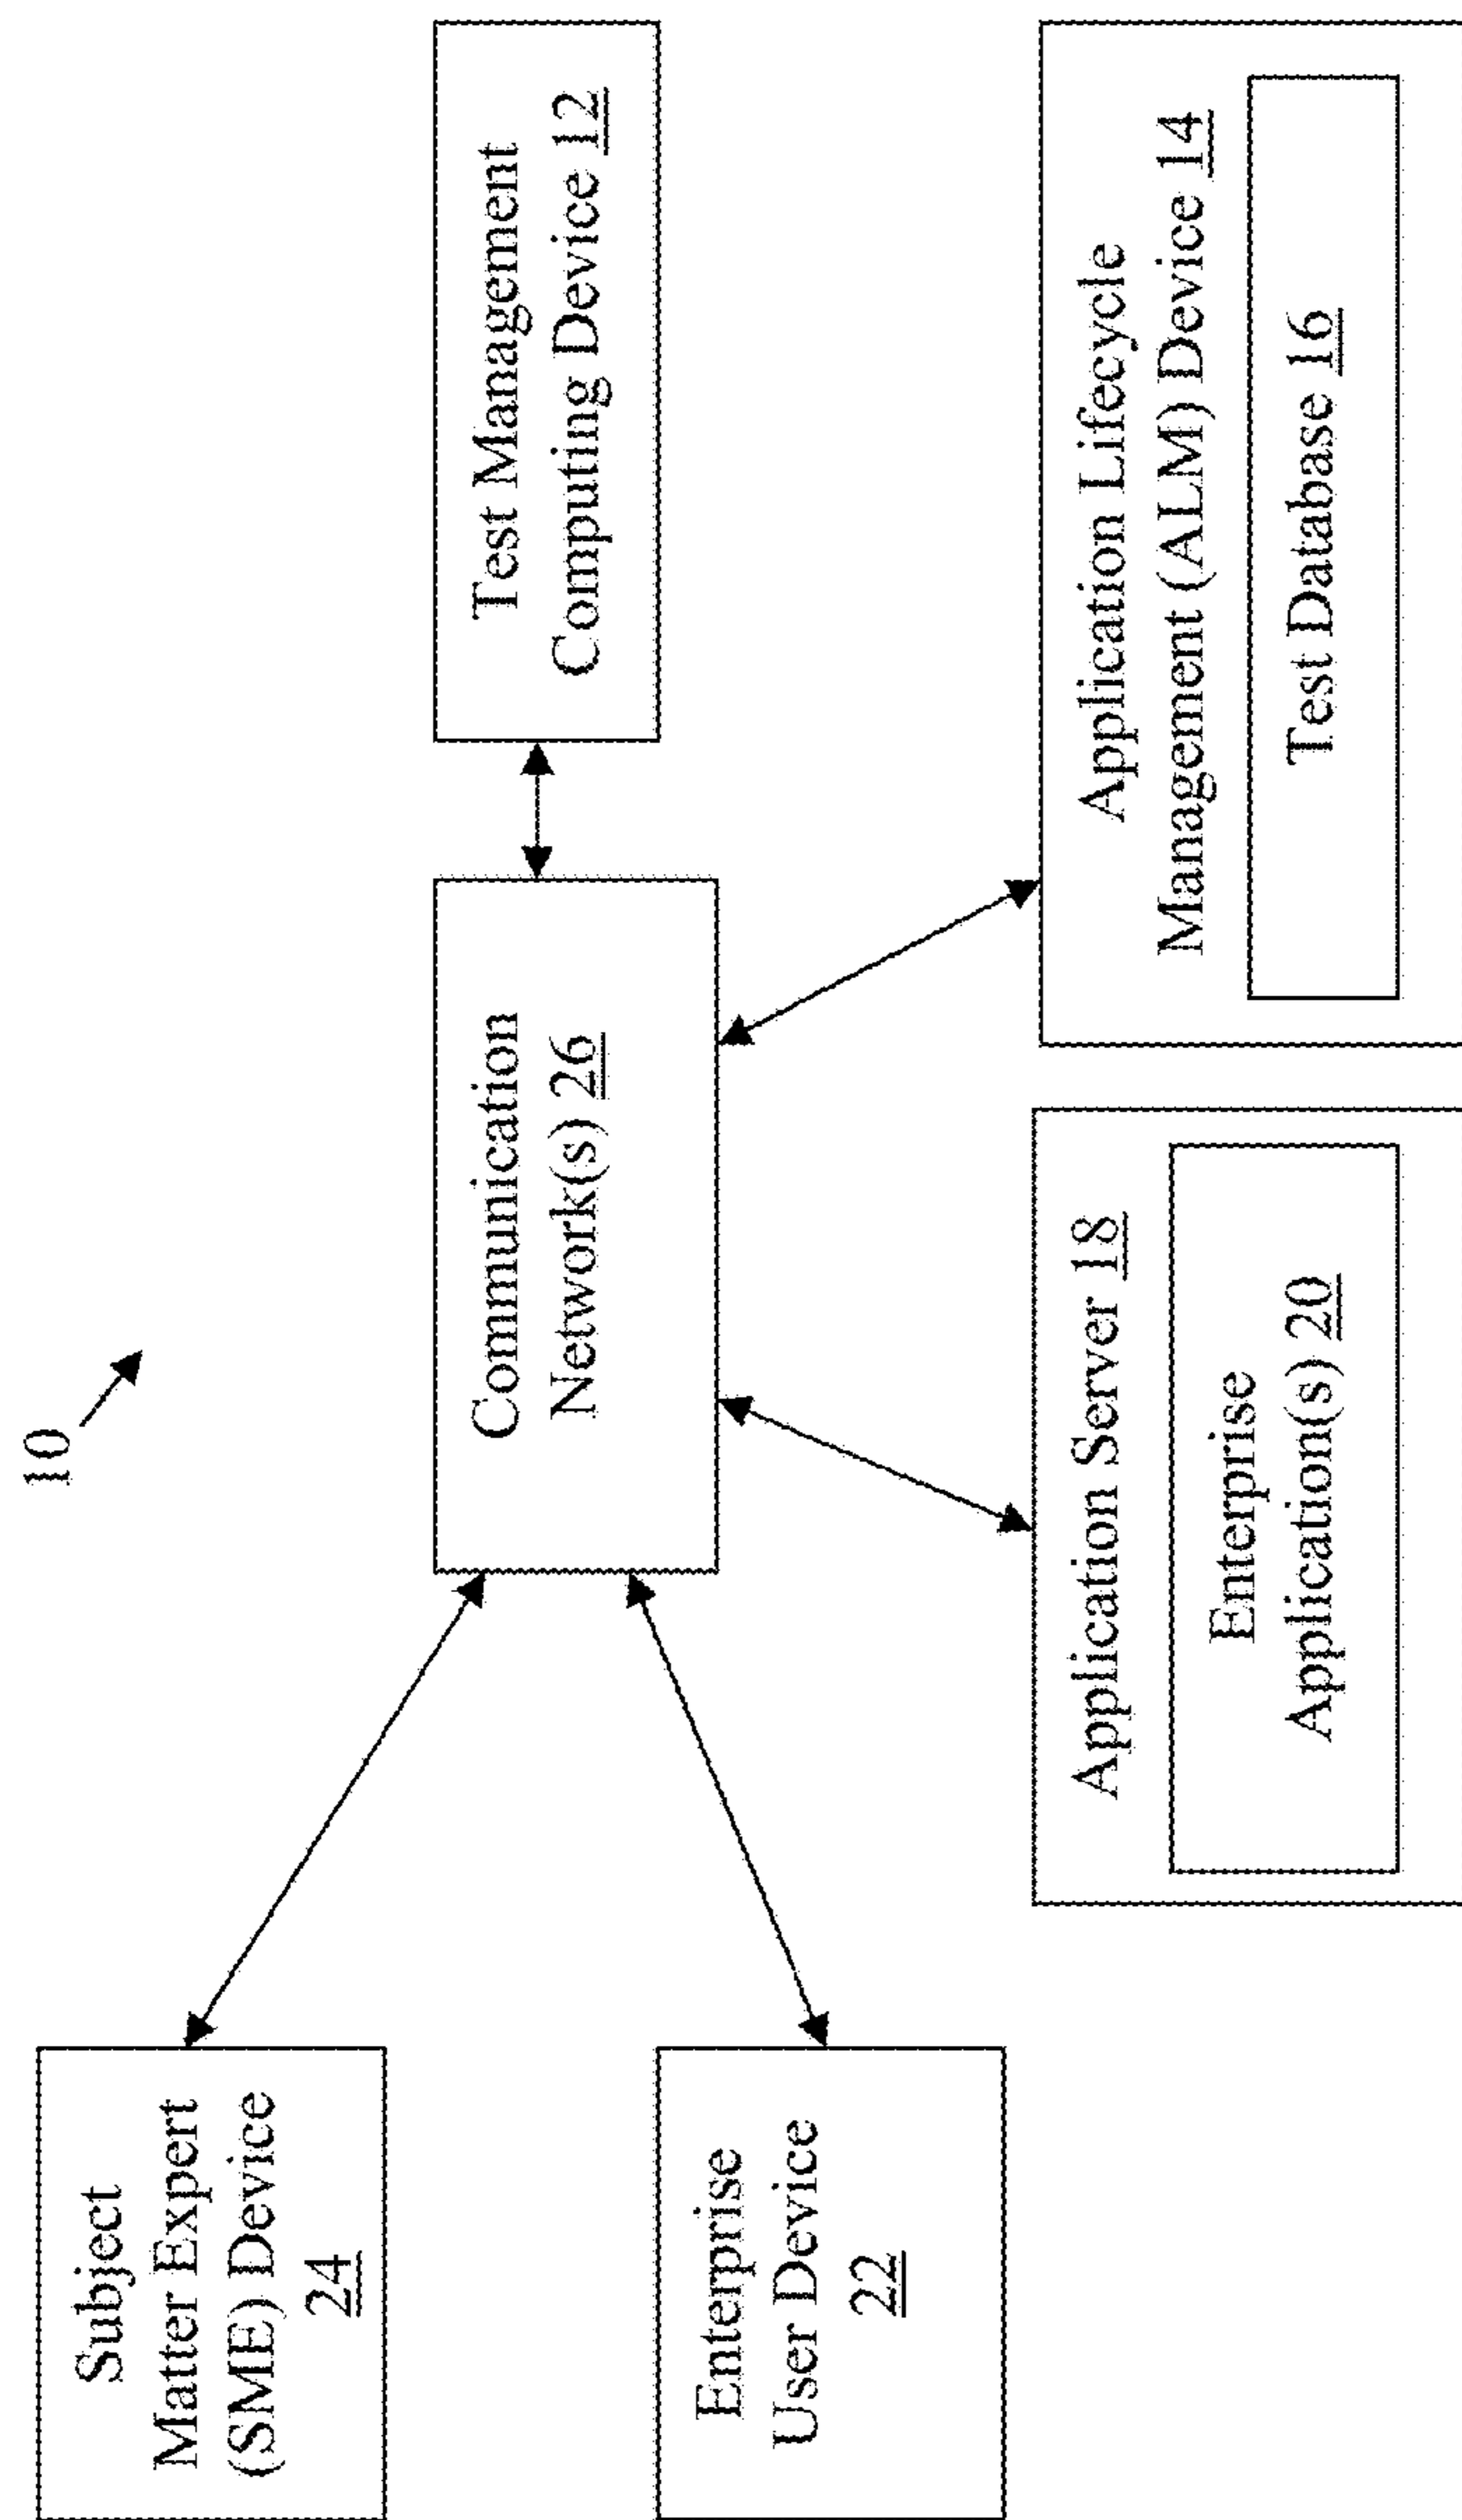 10
Subject
Matter Expert
(SME) Device
24
Communication
Network(s) 26
Test Management
Computing Device 12
Enterprise
User Device
22
Application Server 18
Enterprise
Application(s) 20
Application Lifecycle
Management (ALM) Device 14
Test Database 16